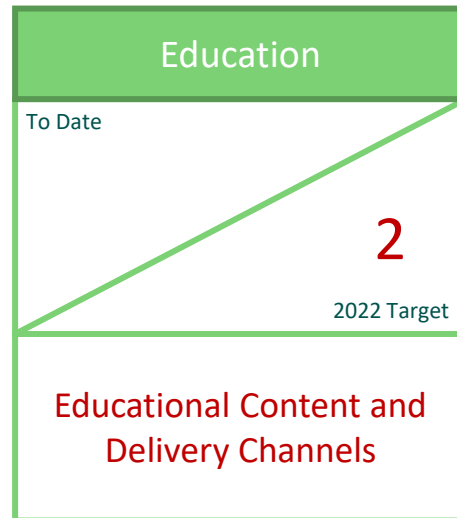 Education
To Date
2
2022 Target
Educational Content and
Delivery Channels